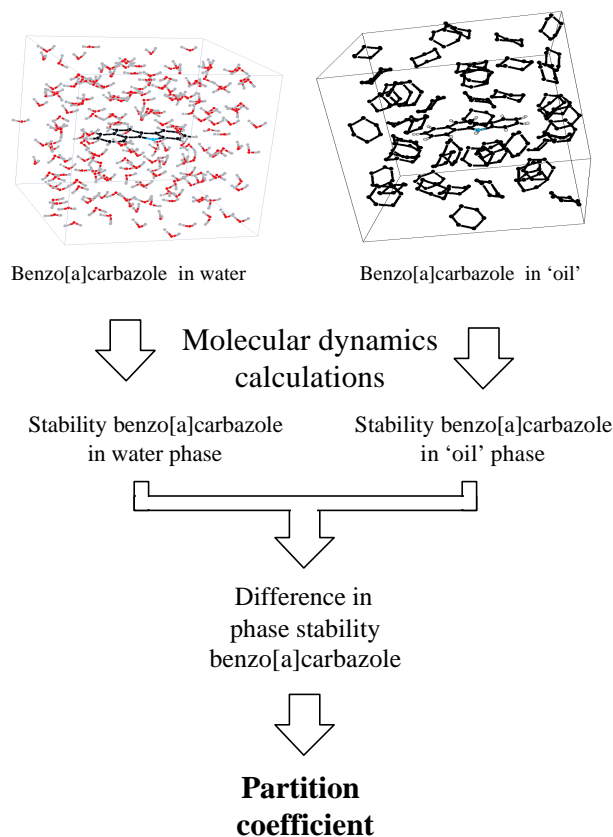 Benzo[a]carbazole in water
Benzo[a]carbazole in ‘oil’
Molecular dynamics
calculations
Stability benzo[a]carbazole
in water phase
Stability benzo[a]carbazole
in ‘oil’ phase
Difference in
phase stability
benzo[a]carbazole
Partition
coefficient